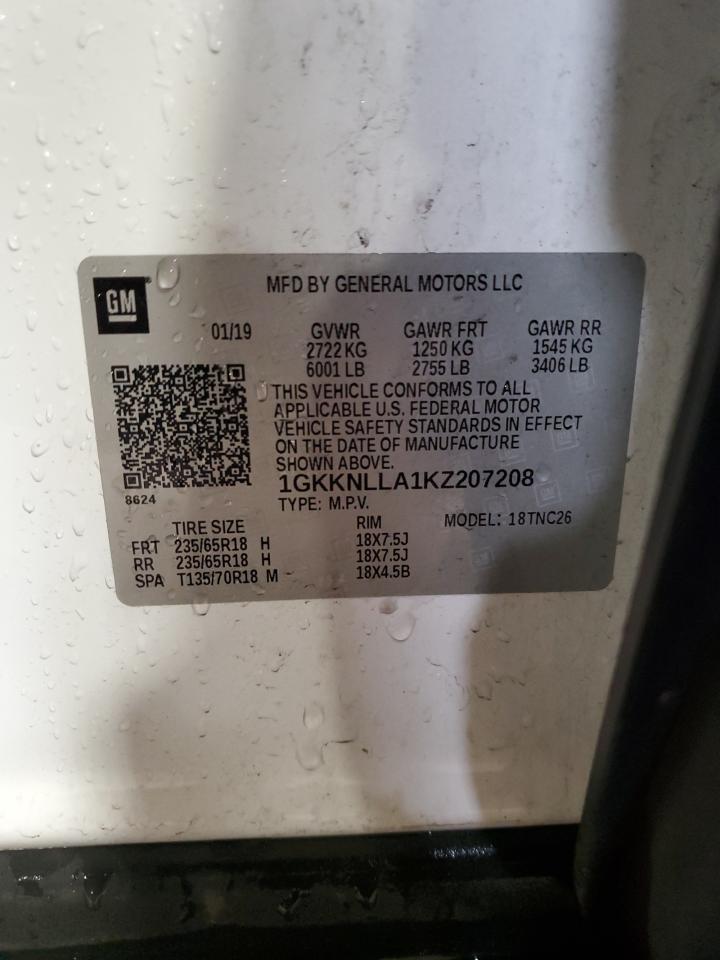 GM
MFD BY GENERAL MOTORS LLC
01/19 GVWR GAWR FRT GAWR RR
2722 KG 1250 KG 1545 KG
6001 LB 2755 LB 3406 LB
THIS VEHICLE CONFORMS TO ALL
APPLICABLE U.S. FEDERAL MOTOR
VEHICLE SAFETY STANDARDS IN EFFECT
ON THE DATE OF MANUFACTURE
SHOWN ABOVE.
1GKKNLLA1KZ207208
8624
TYPE: M.P.V.
TIRE SIZE RIM MODEL: 18TNC26
FRT 235/65R18 H 18X7.5J
RR 235/65R18 H 18X7.5J
SPA T135/70R18 M 18X4.5B